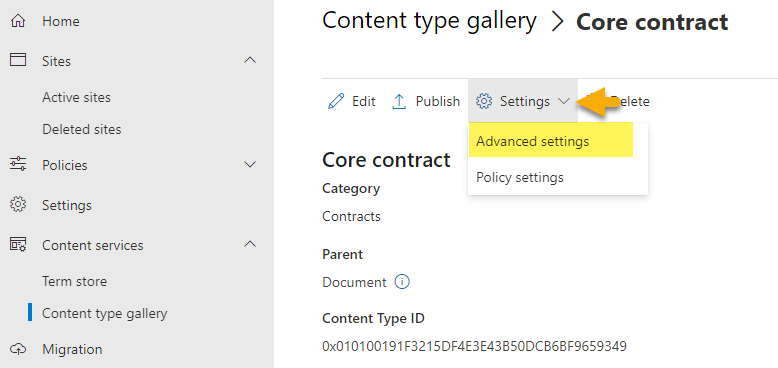 Home
Sites
Active sites
Deleted sites
Policies
Settings
Content services
Term store
Content type gallery
Migration
Content type gallery > Core contract
Edit Publish Settings Delete
Advanced settings
Policy settings
Core contract
Category
Contracts
Parent
Document
Content Type ID
0x010100191F3215DF4E3E43B50DCB6BF9659349